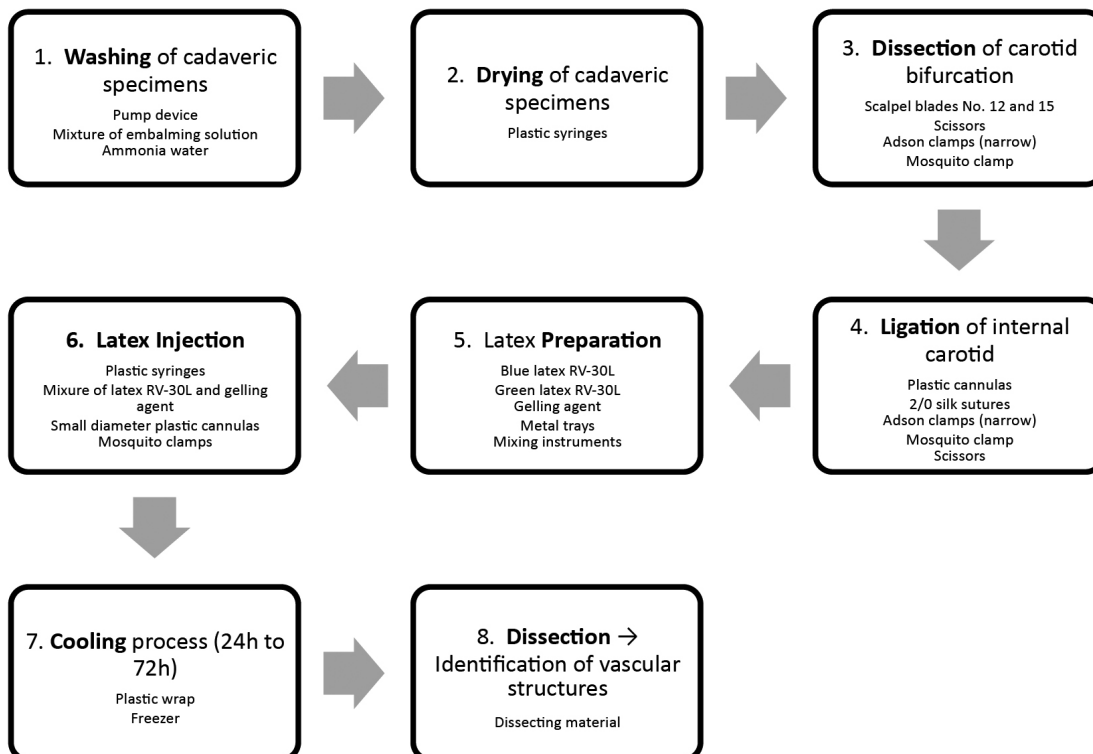 1. Washing of cadaveric
specimens
Pump device
Mixture of embalming solution
Ammonia water
2. Drying of cadaveric
specimens
Plastic syringes
3. Dissection of carotid
bifurcation
Scalpel blades No. 12 and 15
Scissors
Adson clamps (narrow)
Mosquito clamp
4. Ligation of internal
carotid
Plastic cannulas
2/0 silk sutures
Adson clamps (narrow)
Mosquito clamp
Scissors
5. Latex Preparation
Blue latex RV-30L
Green latex RV-30L
Gelling agent
Metal trays
Mixing instruments
6. Latex Injection
Plastic syringes
Mixure of latex RV-30L and gelling
agent
Small diameter plastic cannulas
Mosquito clamps
7. Cooling process (24h to
72h)
Plastic wrap
Freezer
8. Dissection →
Identification of vascular
structures
Dissecting material